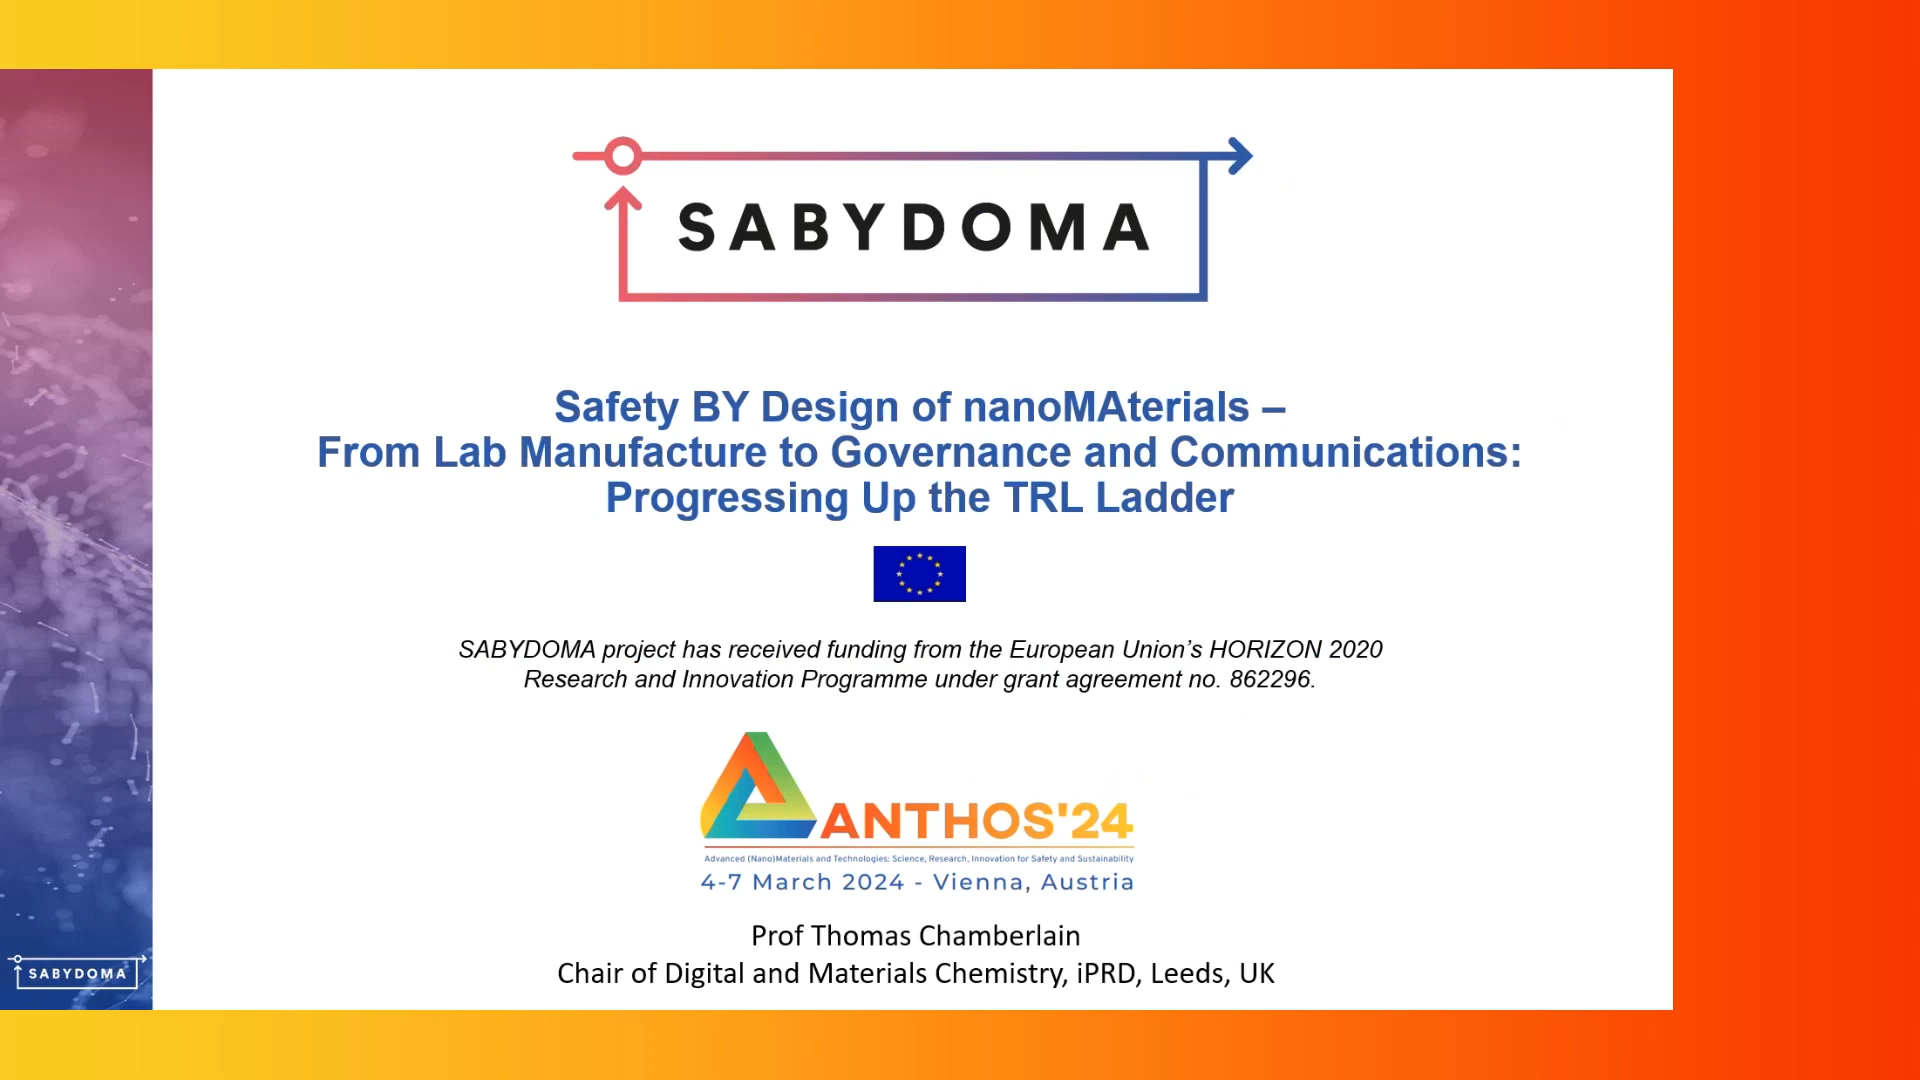 SABYDOMA
Safety BY Design of nanoMAterials –
From Lab Manufacture to Governance and Communications:
Progressing Up the TRL Ladder
SABYDOMA project has received funding from the European Union’s HORIZON 2020
Research and Innovation Programme under grant agreement no. 862296.
ANTHOS'24
Advanced (Nano)Materials and Technologies: Science, Research, Innovation for Safety and Sustainability
4-7 March 2024 - Vienna, Austria
Prof Thomas Chamberlain
Chair of Digital and Materials Chemistry, iPRD, Leeds, UK
SABYDOMA